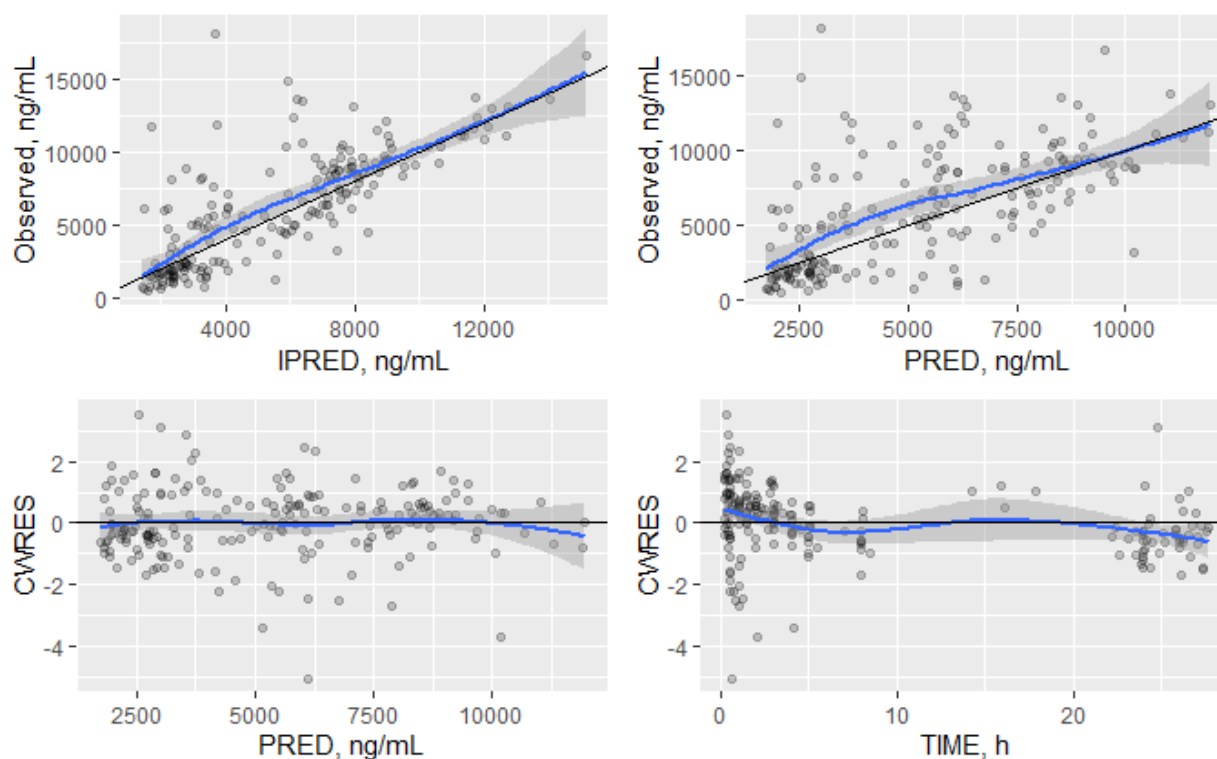 Observed, ng/mL
15000
10000
5000
0
4000 8000 12000
IPRED, ng/mL
Observed, ng/mL
15000
10000
5000
0
2500 5000 7500 10000
PRED, ng/mL
CWRES
2
0
-2
-4
2500 5000 7500 10000
PRED, ng/mL
CWRES
2
0
-2
-4
0 10 20
TIME, h